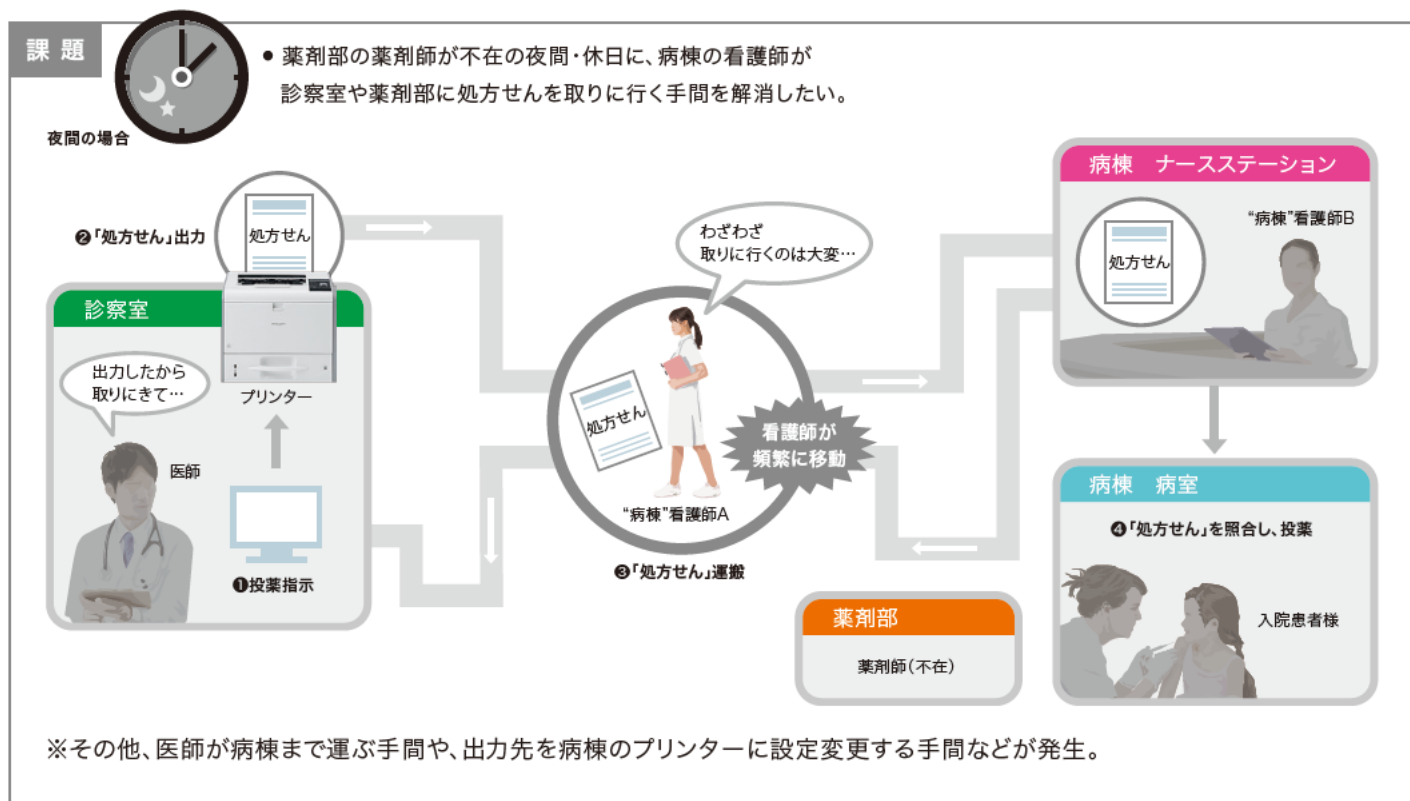 課 題
● 薬剤部の薬剤師が不在の夜間・休日に、病棟の看護師が
診察室や薬剤部に処方せんを取りに行く手間を解消したい。
夜間の場合
❷「処方せん」出力
処方せん
診察室
出力したから
取りにきて…
プリンター
医師
❶投薬指示
わざわざ
取りに行くのは大変…
処方せん
看護師が
頻繁に移動
“病棟”看護師A
❸「処方せん」運搬
病棟　ナースステーション
“病棟”看護師B
処方せん
病棟　病室
❹「処方せん」を照合し、投薬
入院患者様
薬剤部
薬剤師（不在）
※その他、医師が病棟まで運ぶ手間や、出力先を病棟のプリンターに設定変更する手間などが発生。